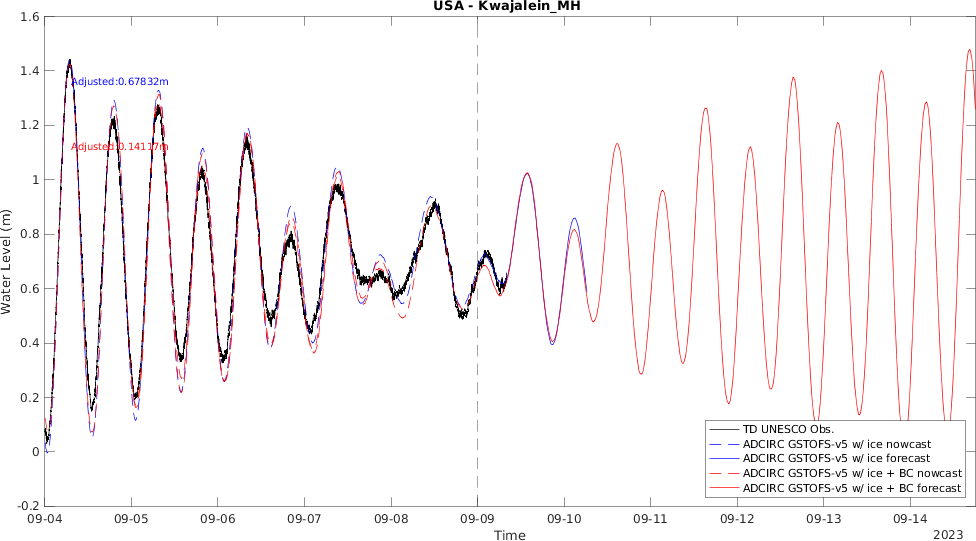 USA - Kwajalein_MH
1.6
1.4
1.2
1
0.8
0.6
0.4
0.2
0
-0.2
Water Level (m)
Adjusted:0.67832m
Adjusted:0.14117m
TD UNESCO Obs.
ADCIRC GSTOFS-v5 w/ ice nowcast
ADCIRC GSTOFS-v5 w/ ice forecast
ADCIRC GSTOFS-v5 w/ ice + BC nowcast
ADCIRC GSTOFS-v5 w/ ice + BC forecast
09-04 09-05 09-06 09-07 09-08 09-09 09-10 09-11 09-12 09-13 09-14
Time
2023